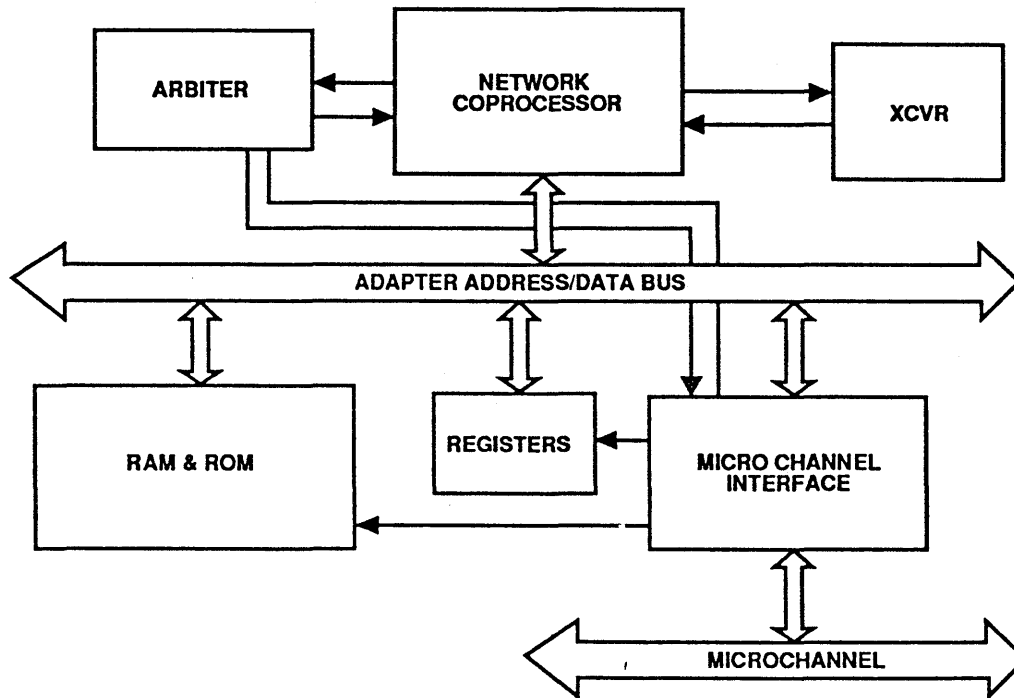 ARBITER
NETWORK
COPROCESSOR
XCVR
ADAPTER ADDRESS/DATA BUS
RAM & ROM
REGISTERS
MICRO CHANNEL
INTERFACE
MICROCHANNEL